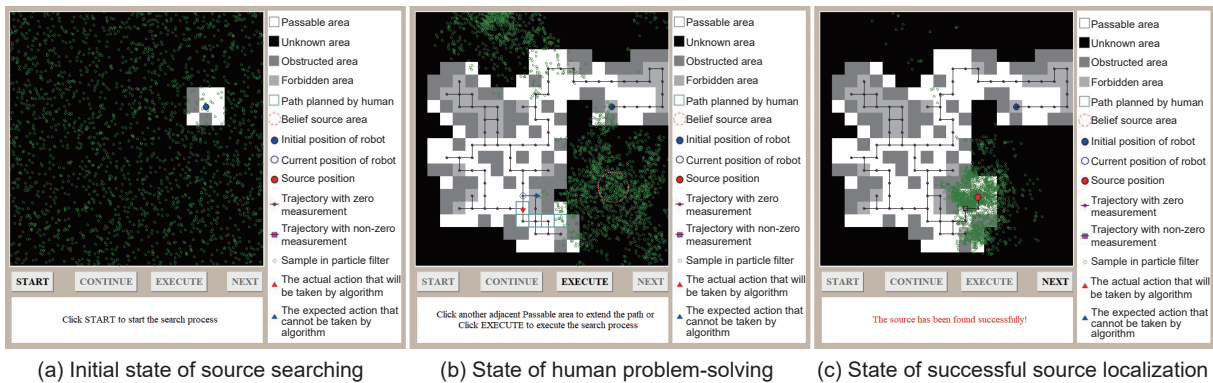 Passable area
Unknown area
Obstructed area
Forbidden area
Path planned by human
Belief source area
Initial position of robot
Current position of robot
Source position
Trajectory with zero
measurement
Trajectory with non-zero
measurement
Sample in particle filter
The actual action that will
be taken by algorithm
The expected action that
cannot be taken by
algorithm
START CONTINUE EXECUTE NEXT
Click START to start the search process
(a) Initial state of source searching
Passable area
Unknown area
Obstructed area
Forbidden area
Path planned by human
Belief source area
Initial position of robot
Current position of robot
Source position
Trajectory with zero
measurement
Trajectory with non-zero
measurement
Sample in particle filter
The actual action that will
be taken by algorithm
The expected action that
cannot be taken by
algorithm
START CONTINUE EXECUTE NEXT
Click another adjacent Passable area to extend the path or
Click EXECUTE to execute the search process
(b) State of human problem-solving
Passable area
Unknown area
Obstructed area
Forbidden area
Path planned by human
Belief source area
Initial position of robot
Current position of robot
Source position
Trajectory with zero
measurement
Trajectory with non-zero
measurement
Sample in particle filter
The actual action that will
be taken by algorithm
The expected action that
cannot be taken by
algorithm
START CONTINUE EXECUTE NEXT
The source has been found successfully!
(c) State of successful source localization